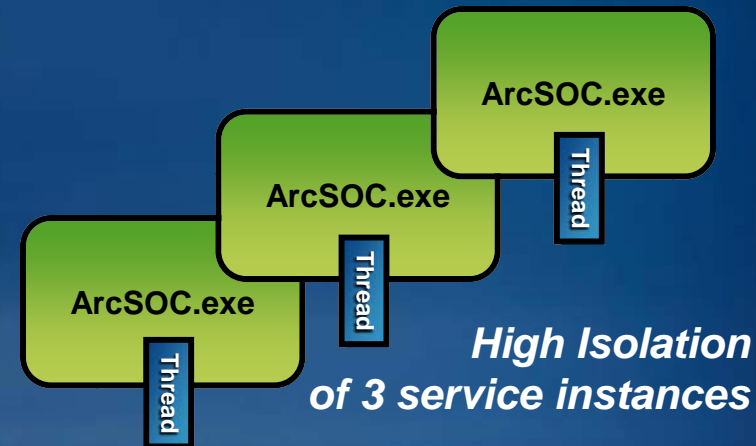 ArcSOC.exe
Thread
ArcSOC.exe
Thread
ArcSOC.exe
Thread
High Isolation
of 3 service instances